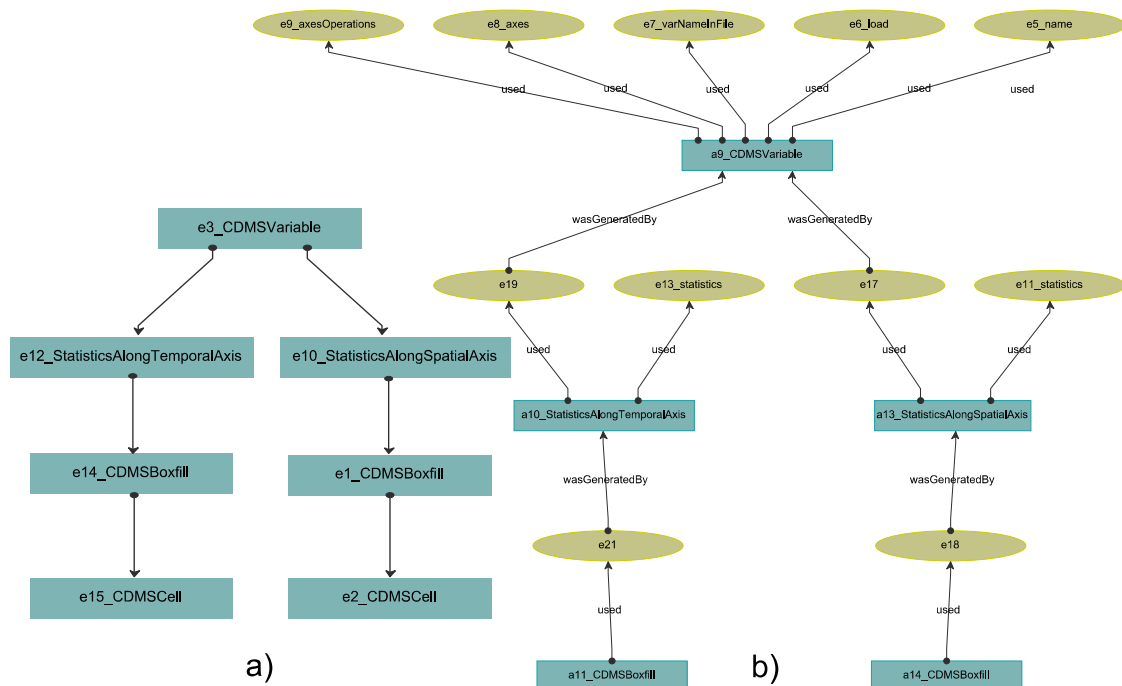 e9_axesOperations
e8_axes
e7_varNameInFile
e6_load
e5_name
used
used
used
used
used
a9_CDMSVariable
wasGeneratedBy
wasGeneratedBy
e3_CDMSVariable
e19
e13_statistics
e17
e11_statistics
e12_StatisticsAlongTemporalAxis
e10_StatisticsAlongSpatialAxis
used
used
used
used
a10_StatisticsAlongTemporalAxis
a13_StatisticsAlongSpatialAxis
e14_CDMSBoxfill
e1_CDMSBoxfill
wasGeneratedBy
wasGeneratedBy
e21
e18
e15_CDMSCell
e2_CDMSCell
used
used
a)
b)
a11_CDMSBoxfill
a14_CDMSBoxfill